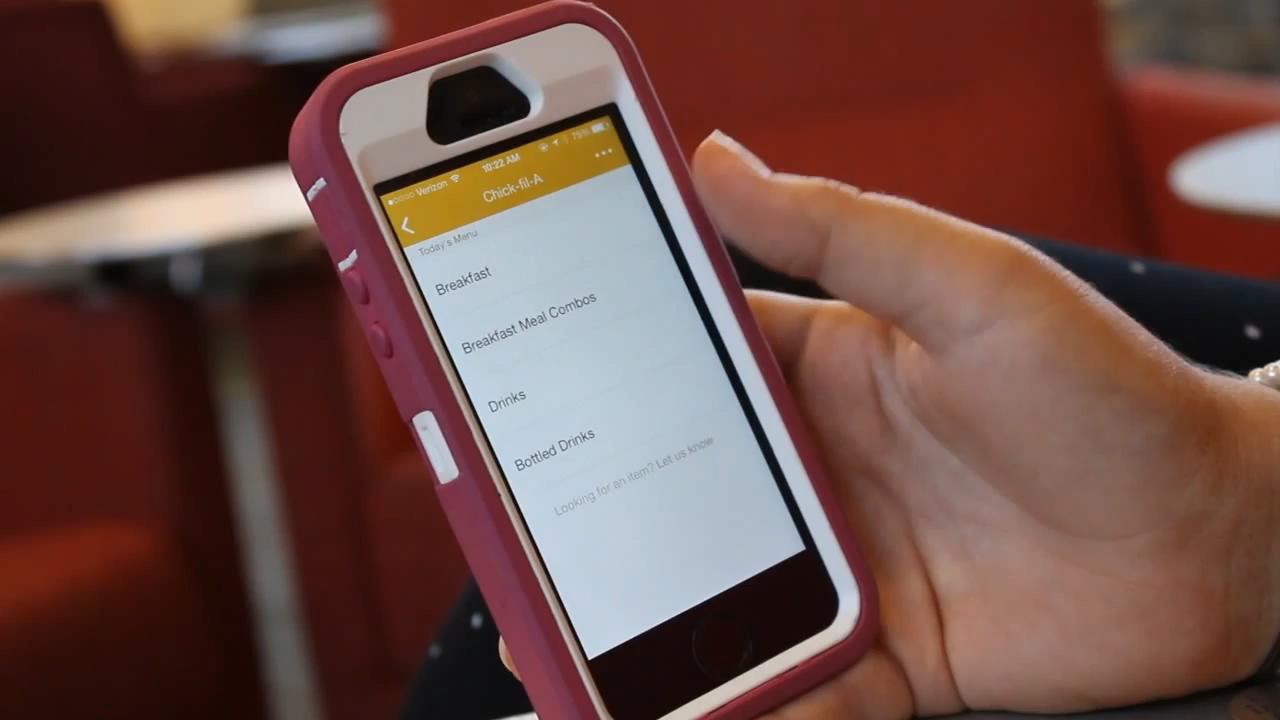 ●○○○○ Verizon 10:22 AM 75%
Chick-fil-A
Today's Menu
Breakfast
Breakfast Meal Combos
Drinks
Bottled Drinks
Looking for an item? Let us know